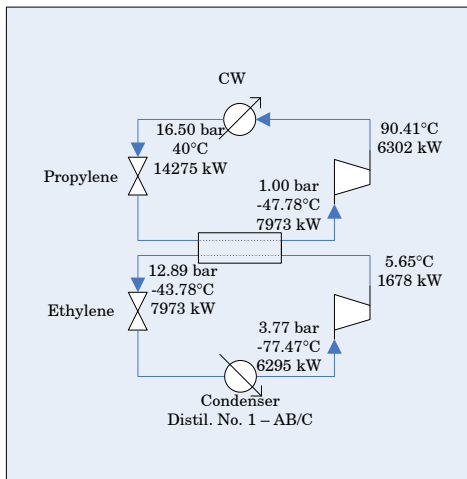 CW
16.50 bar
40°C
14275 kW
90.41°C
6302 kW
Propylene
1.00 bar
-47.78°C
7973 kW
12.89 bar
-43.78°C
7973 kW
5.65°C
1678 kW
Ethylene
3.77 bar
-77.47°C
6295 kW
Condenser
Distil. No. 1 – AB/C